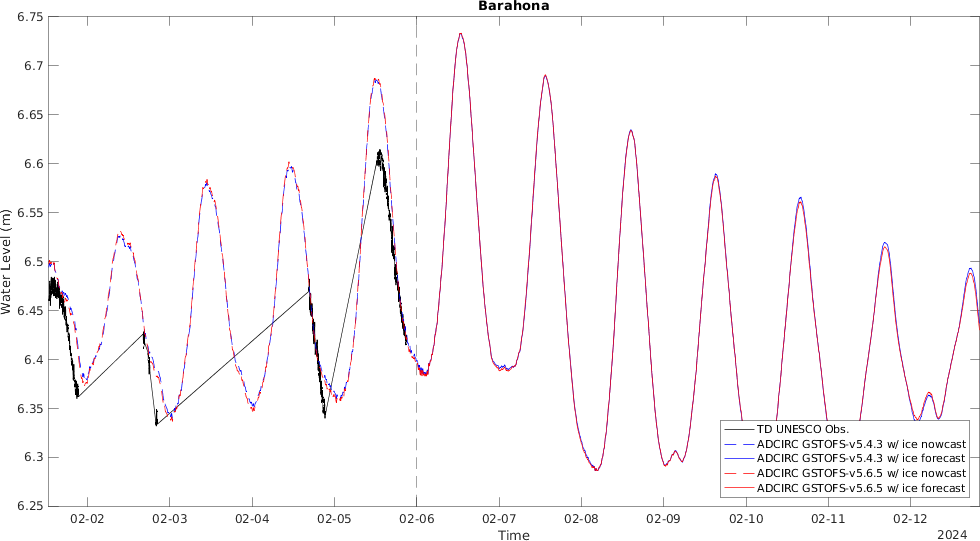 Barahona
6.75
6.7
6.65
6.6
6.55
6.5
6.45
6.4
6.35
6.3
6.25
Water Level (m)
02-02 02-03 02-04 02-05 02-06 02-07 02-08 02-09 02-10 02-11 02-12
Time
2024
TD UNESCO Obs.
ADCIRC GSTOFS-v5.4.3 w/ ice nowcast
ADCIRC GSTOFS-v5.4.3 w/ ice forecast
ADCIRC GSTOFS-v5.6.5 w/ ice nowcast
ADCIRC GSTOFS-v5.6.5 w/ ice forecast